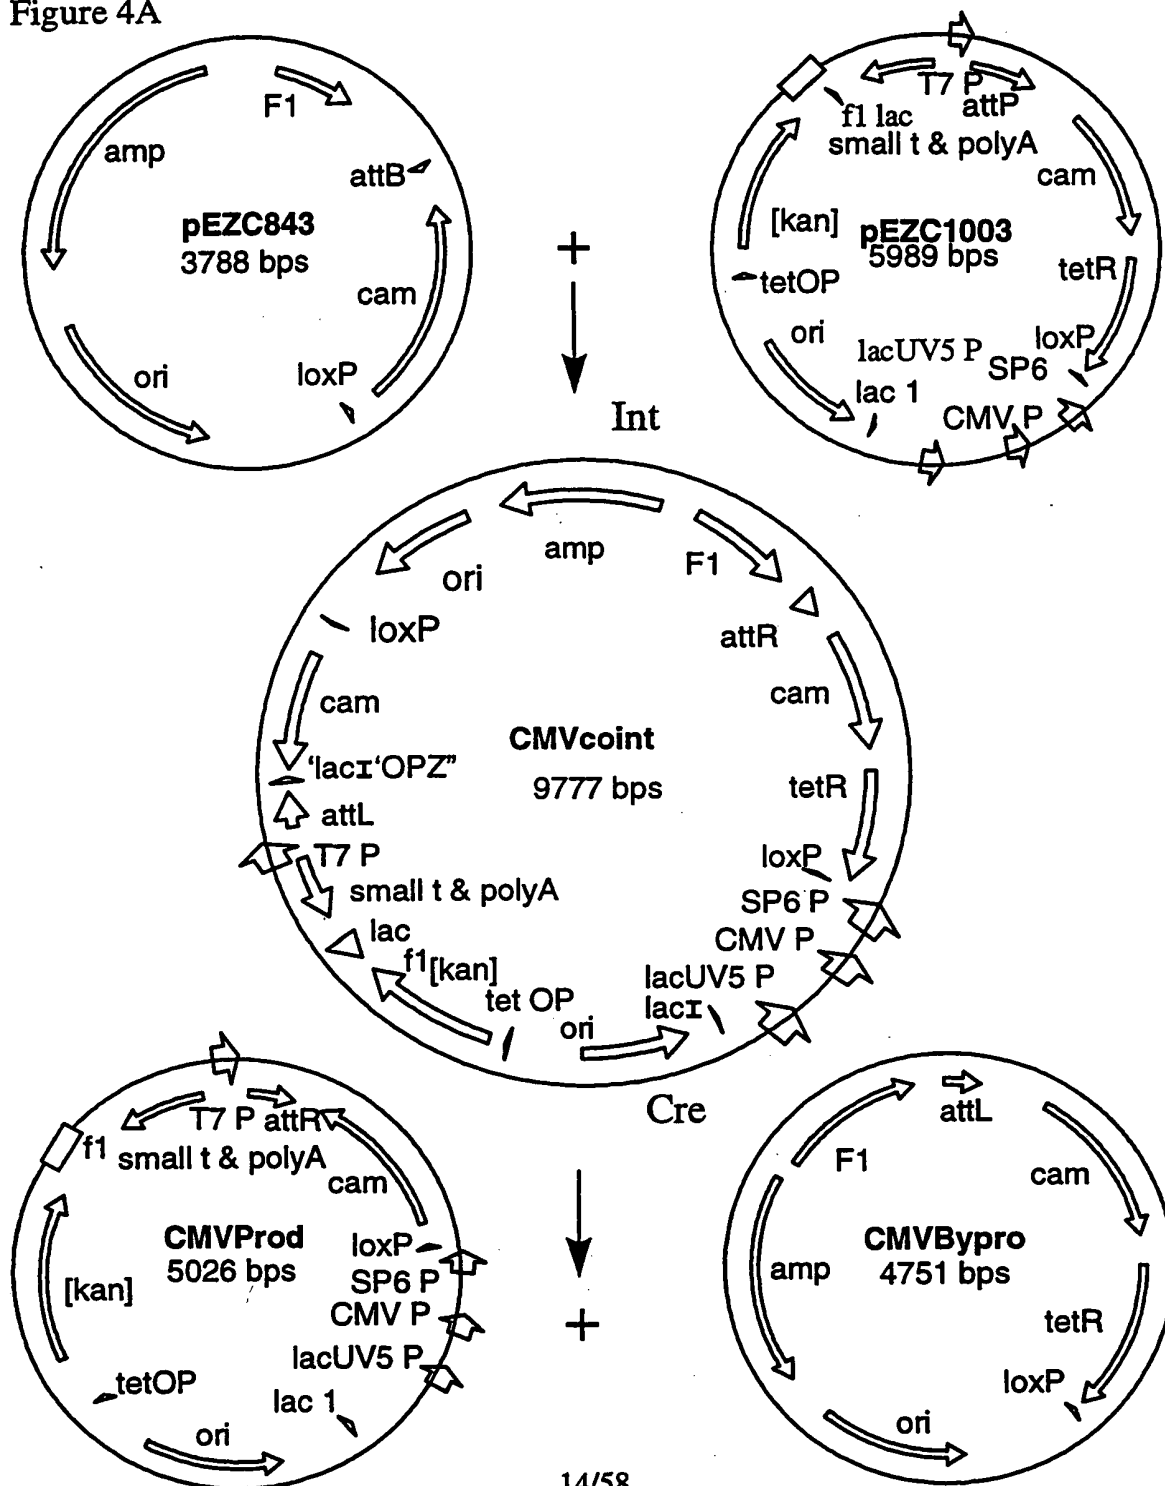 Figure 4A
F1
amp
attB
pEZC843
3788 bps
cam
loxP
ori
+
Int
T7 P
attP
f1 lac
small t & polyA
cam
[kan]
pEZC1003
5989 bps
tetR
tetOP
ori
loxP
lacUV5 P
SP6
lac 1
CMV P
amp
F1
ori
loxP
attR
cam
cam
CMVcoint
9777 bps
'lacI'OPZ"
tetR
attL
T7 P
loxP
small t & polyA
SP6 P
lac
CMV P
f1
[kan]
lacUV5 P
tet OP
lacI
ori
Cre
T7 P
attR
f1
small t & polyA
cam
CMVProd
5026 bps
loxP
[kan]
SP6 P
CMV P
lacUV5 P
tetOP
lac 1
ori
+
attL
F1
cam
CMVBypro
4751 bps
amp
tetR
loxP
ori
14/58